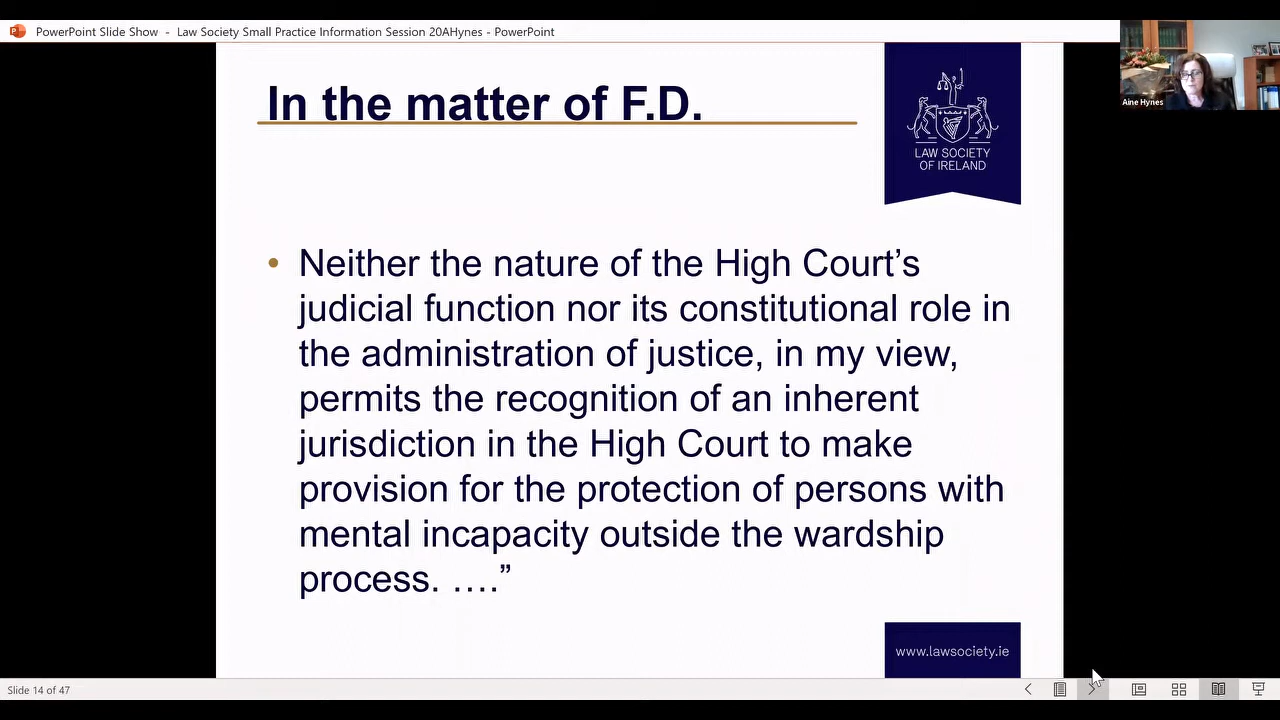 PowerPoint Slide Show - Law Society Small Practice Information Session 20AHynes - PowerPoint
Aine Hynes
In the matter of F.D.
LAW SOCIETY
OF IRELAND
• Neither the nature of the High Court’s
judicial function nor its constitutional role in
the administration of justice, in my view,
permits the recognition of an inherent
jurisdiction in the High Court to make
provision for the protection of persons with
mental incapacity outside the wardship
process. ….”
www.lawsociety.ie
Slide 14 of 47